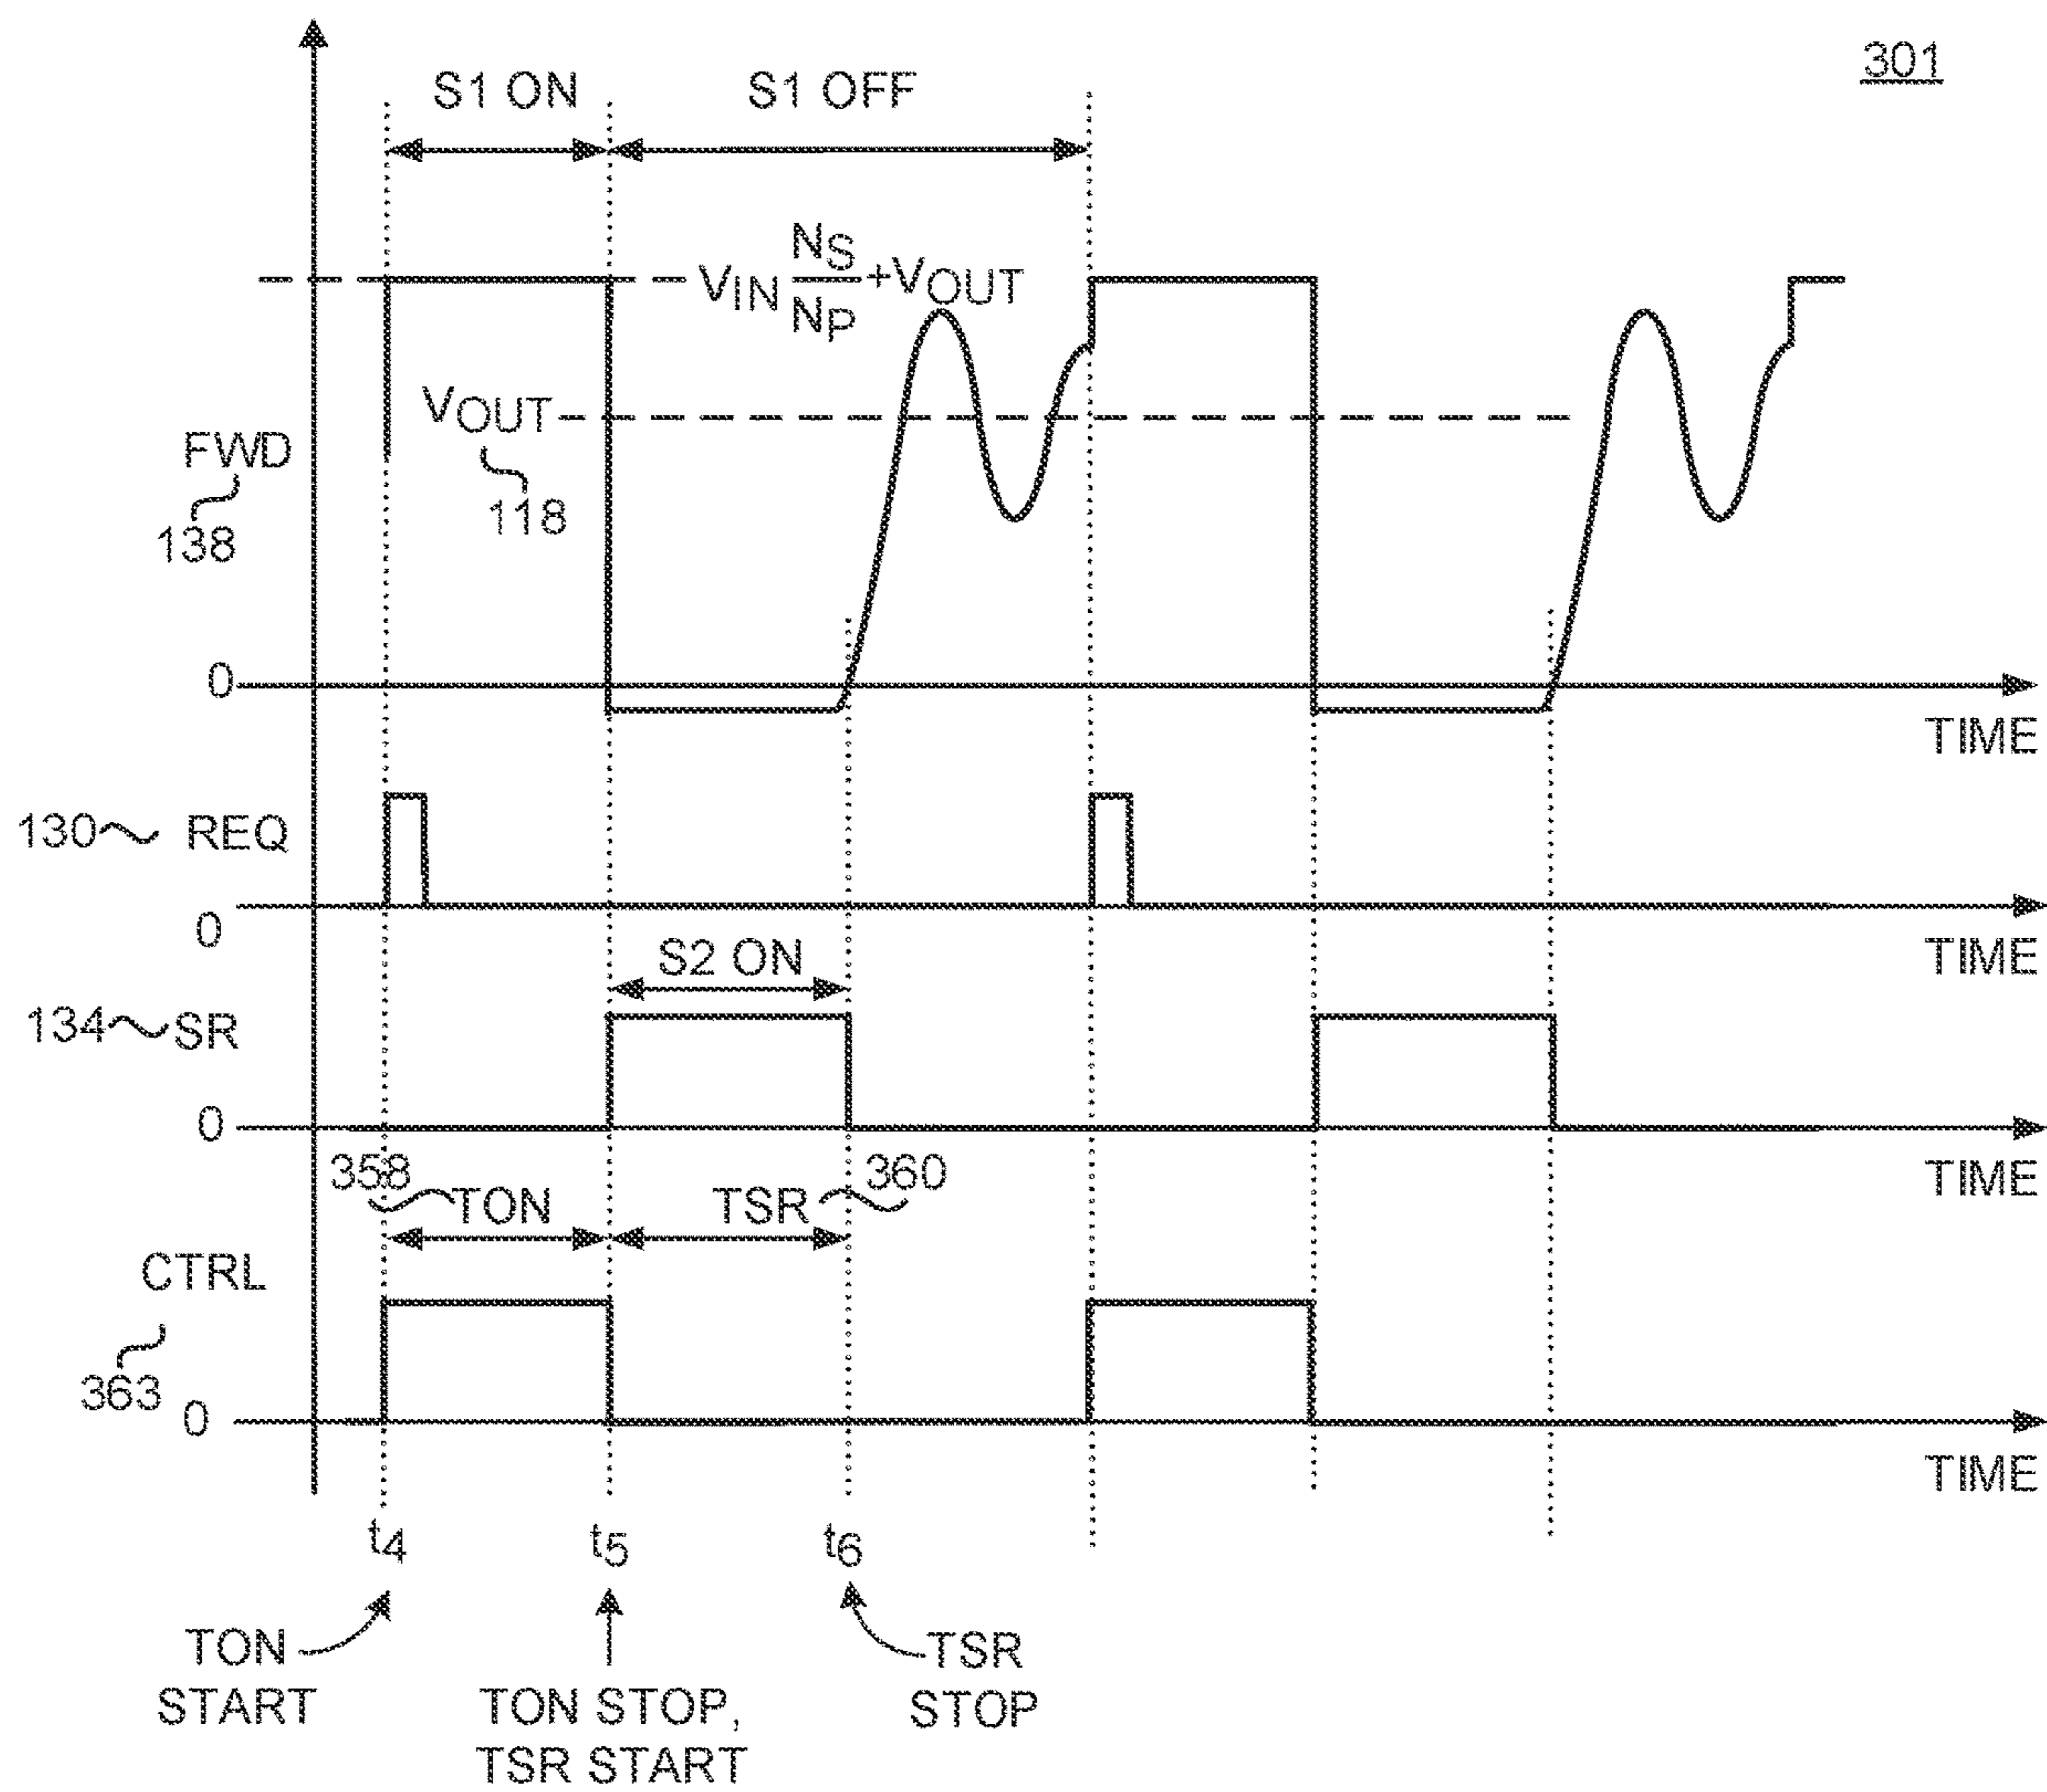 301
S1 ON
S1 OFF
VIN NS/NP +VOUT
VOUT
118
FWD
138
0
TIME
130 REQ
0
TIME
S2 ON
134 SR
0
TIME
358
360
TON
TSR
CTRL
363
0
TIME
t4
t5
t6
TON
START
TON STOP,
TSR START
TSR
STOP